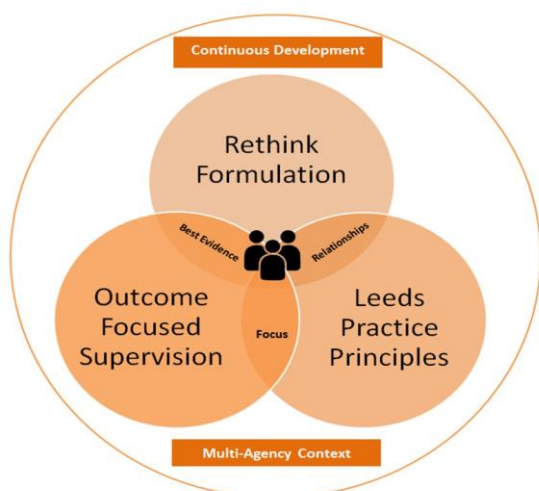 Continuous Development
Rethink
Formulation
Best Evidence
Relationships
Outcome
Focused
Supervision
Focus
Leeds
Practice
Principles
Multi-Agency Context